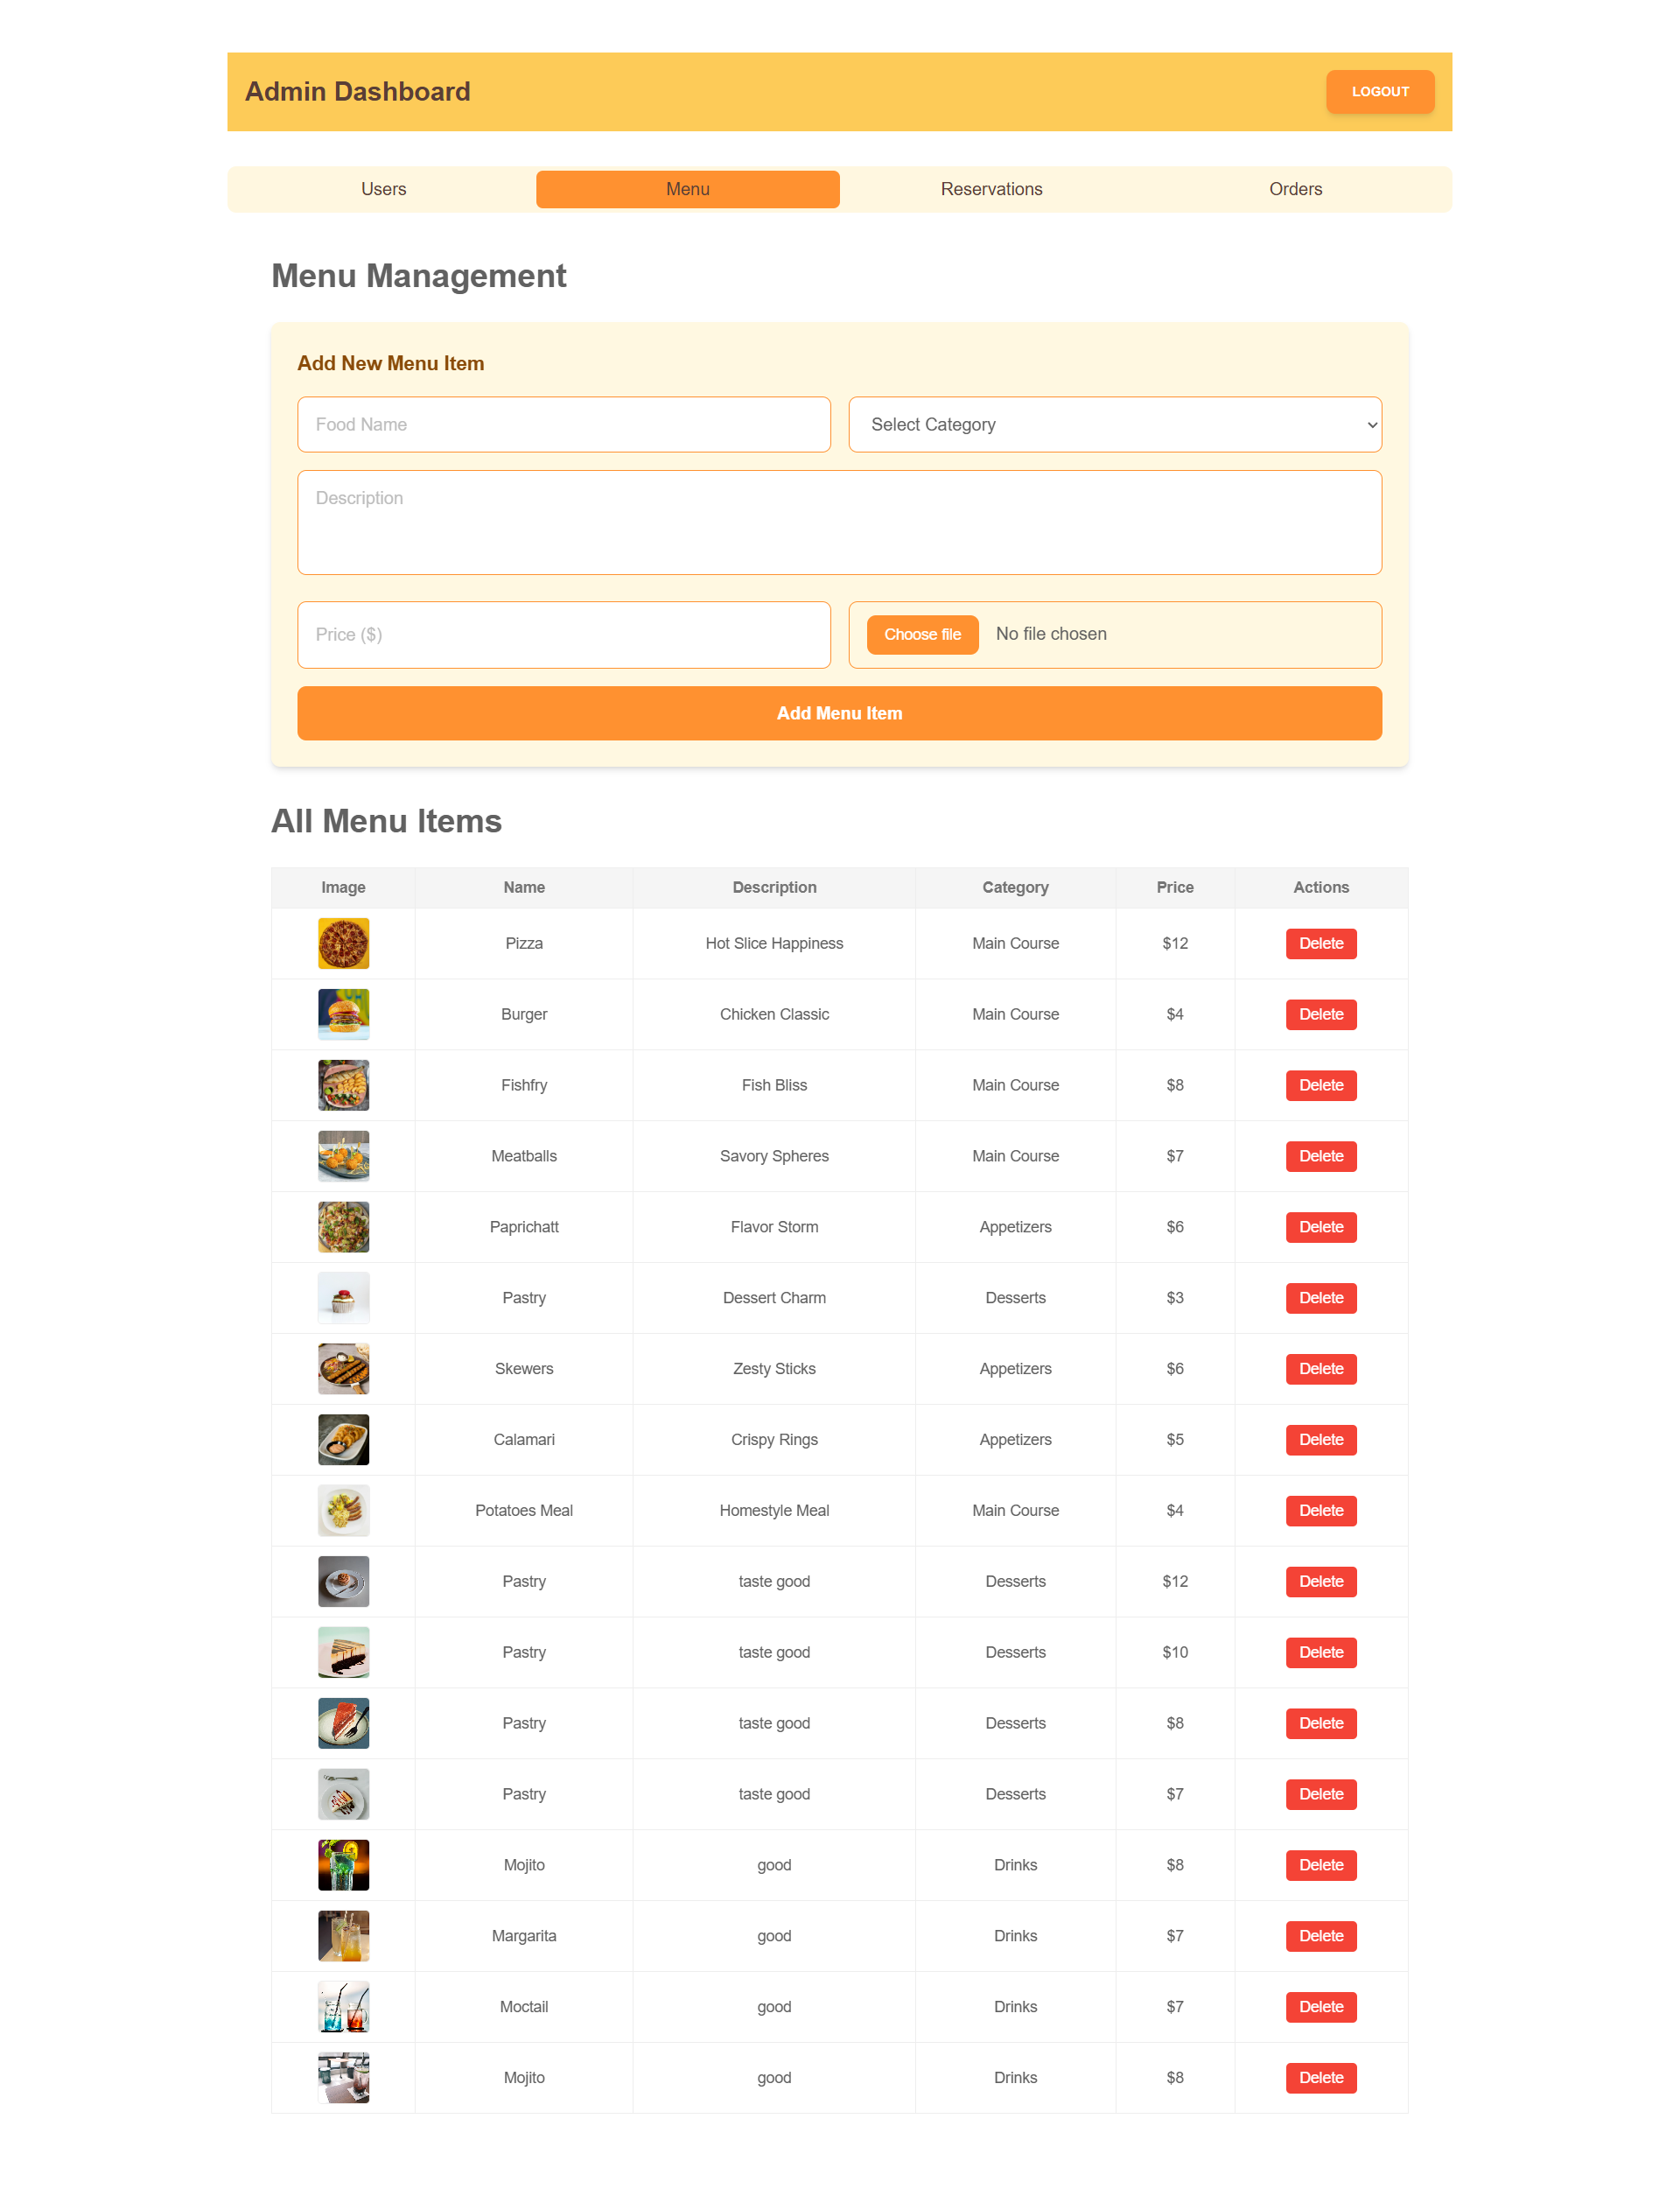 Admin Dashboard
LOGOUT
Users Menu Reservations Orders
Menu Management
Add New Menu Item
Food Name Select Category
Description
Price ($) Choose file No file chosen
Add Menu Item
All Menu Items
Image Name Description Category Price Actions
Pizza Hot Slice Happiness Main Course $12 Delete
Burger Chicken Classic Main Course $4 Delete
Fishfry Fish Bliss Main Course $8 Delete
Meatballs Savory Spheres Main Course $7 Delete
Paprichatt Flavor Storm Appetizers $6 Delete
Pastry Dessert Charm Desserts $3 Delete
Skewers Zesty Sticks Appetizers $6 Delete
Calamari Crispy Rings Appetizers $5 Delete
Potatoes Meal Homestyle Meal Main Course $4 Delete
Pastry taste good Desserts $12 Delete
Pastry taste good Desserts $10 Delete
Pastry taste good Desserts $8 Delete
Pastry taste good Desserts $7 Delete
Mojito good Drinks $8 Delete
Margarita good Drinks $7 Delete
Moctail good Drinks $7 Delete
Mojito good Drinks $8 Delete